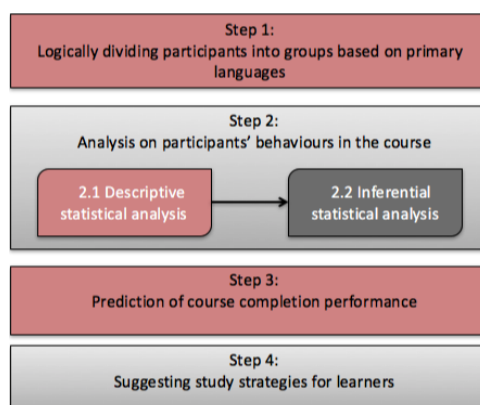 Step 1:
Logically dividing participants into groups based on primary
languages
Step 2:
Analysis on participants’ behaviours in the course
2.1 Descriptive
statistical analysis
2.2 Inferential
statistical analysis
Step 3:
Prediction of course completion performance
Step 4:
Suggesting study strategies for learners